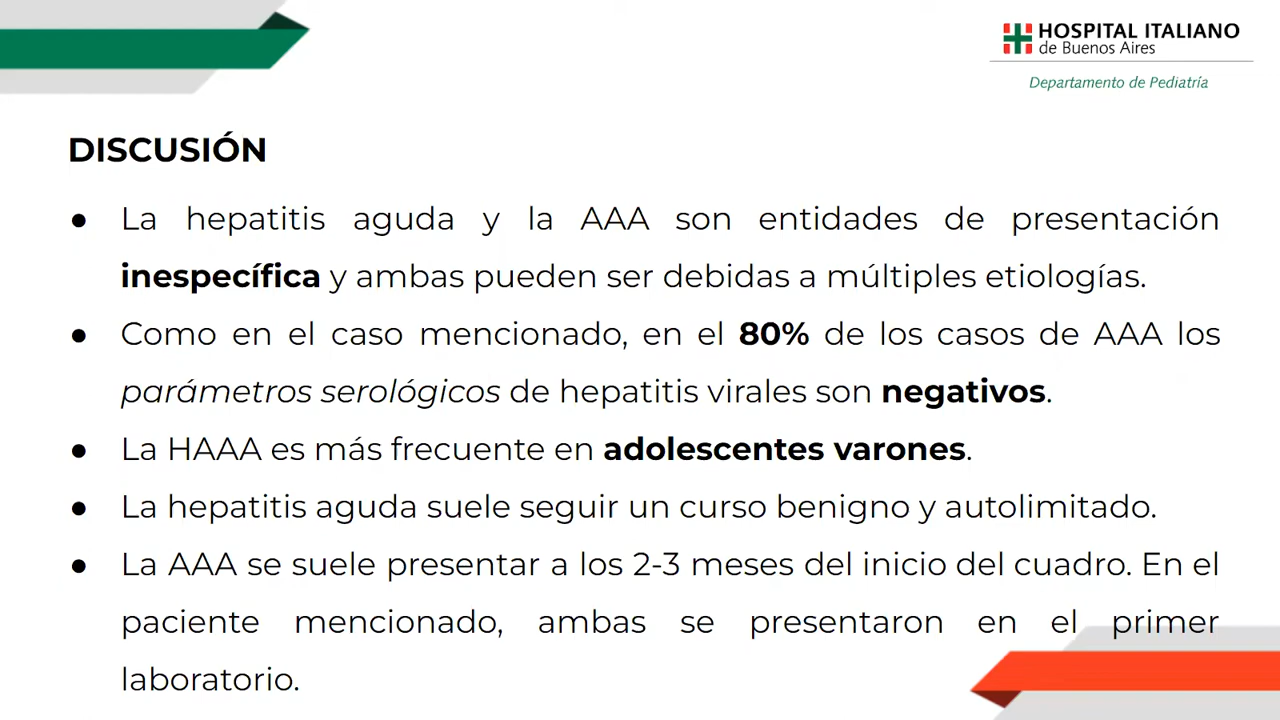 HOSPITAL ITALIANO
de Buenos Aires
Departamento de Pediatría
DISCUSIÓN
● La hepatitis aguda y la AAA son entidades de presentación
inespecífica y ambas pueden ser debidas a múltiples etiologías.
● Como en el caso mencionado, en el 80% de los casos de AAA los
parámetros serológicos de hepatitis virales son negativos.
● La HAAA es más frecuente en adolescentes varones.
● La hepatitis aguda suele seguir un curso benigno y autolimitado.
● La AAA se suele presentar a los 2-3 meses del inicio del cuadro. En el
paciente mencionado, ambas se presentaron en el primer
laboratorio.